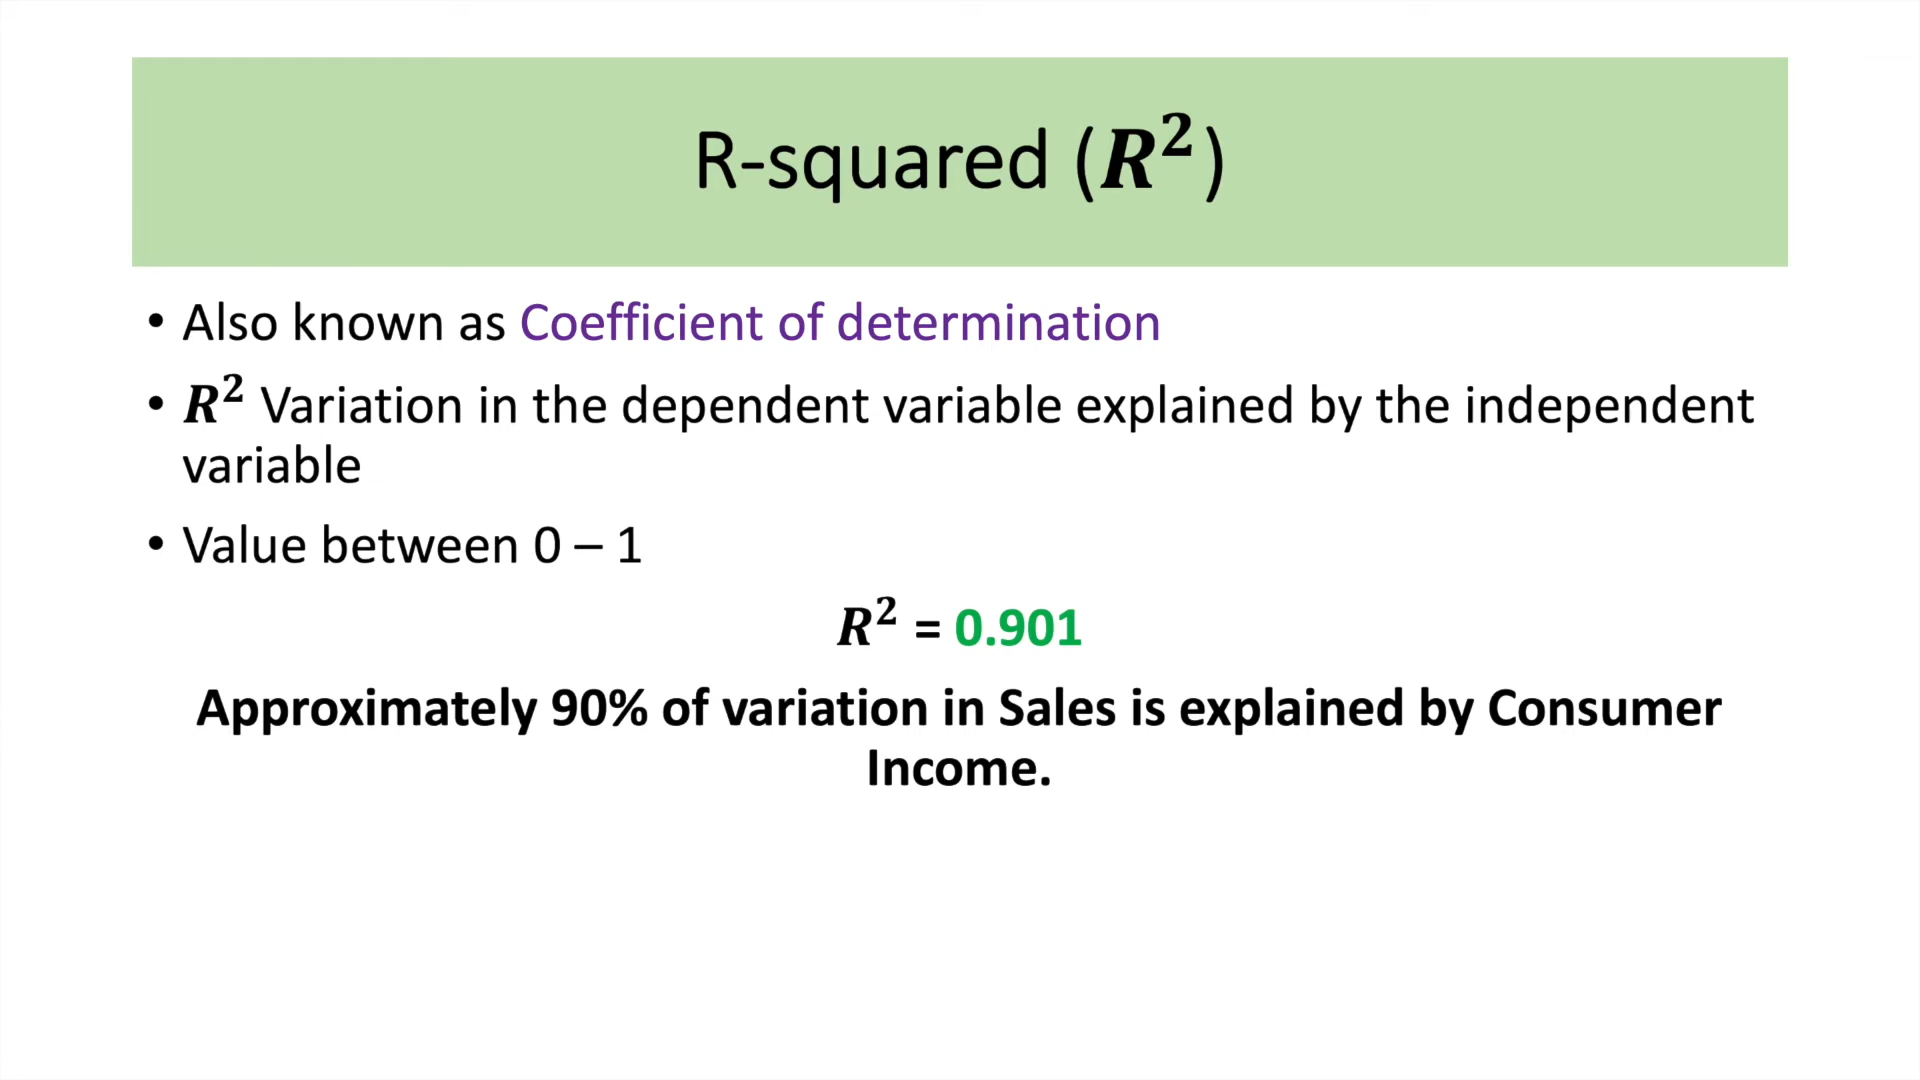 R-squared (R²)
• Also known as Coefficient of determination
• R² Variation in the dependent variable explained by the independent
variable
• Value between 0 – 1
R² = 0.901
Approximately 90% of variation in Sales is explained by Consumer
Income.